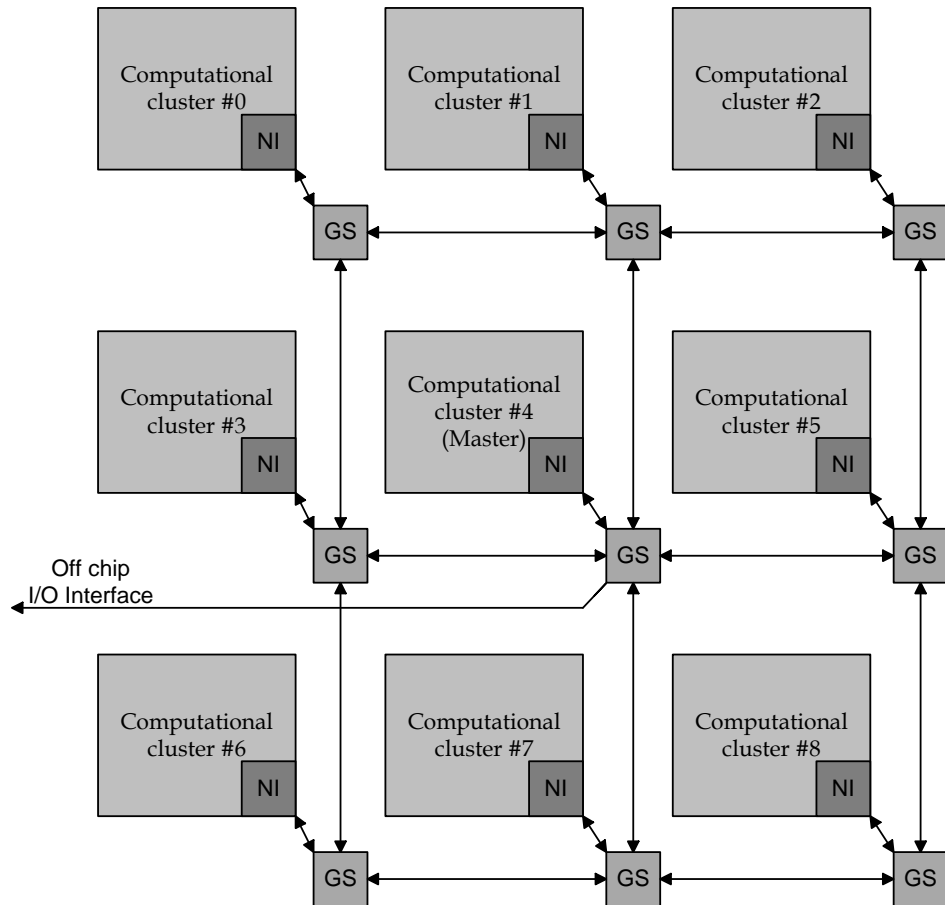 Computational
cluster #0
NI
Computational
cluster #1
NI
Computational
cluster #2
NI
GS
GS
GS
Computational
cluster #3
NI
Computational
cluster #4
(Master)
NI
Computational
cluster #5
NI
GS
GS
GS
Off chip
I/O Interface
Computational
cluster #6
NI
Computational
cluster #7
NI
Computational
cluster #8
NI
GS
GS
GS